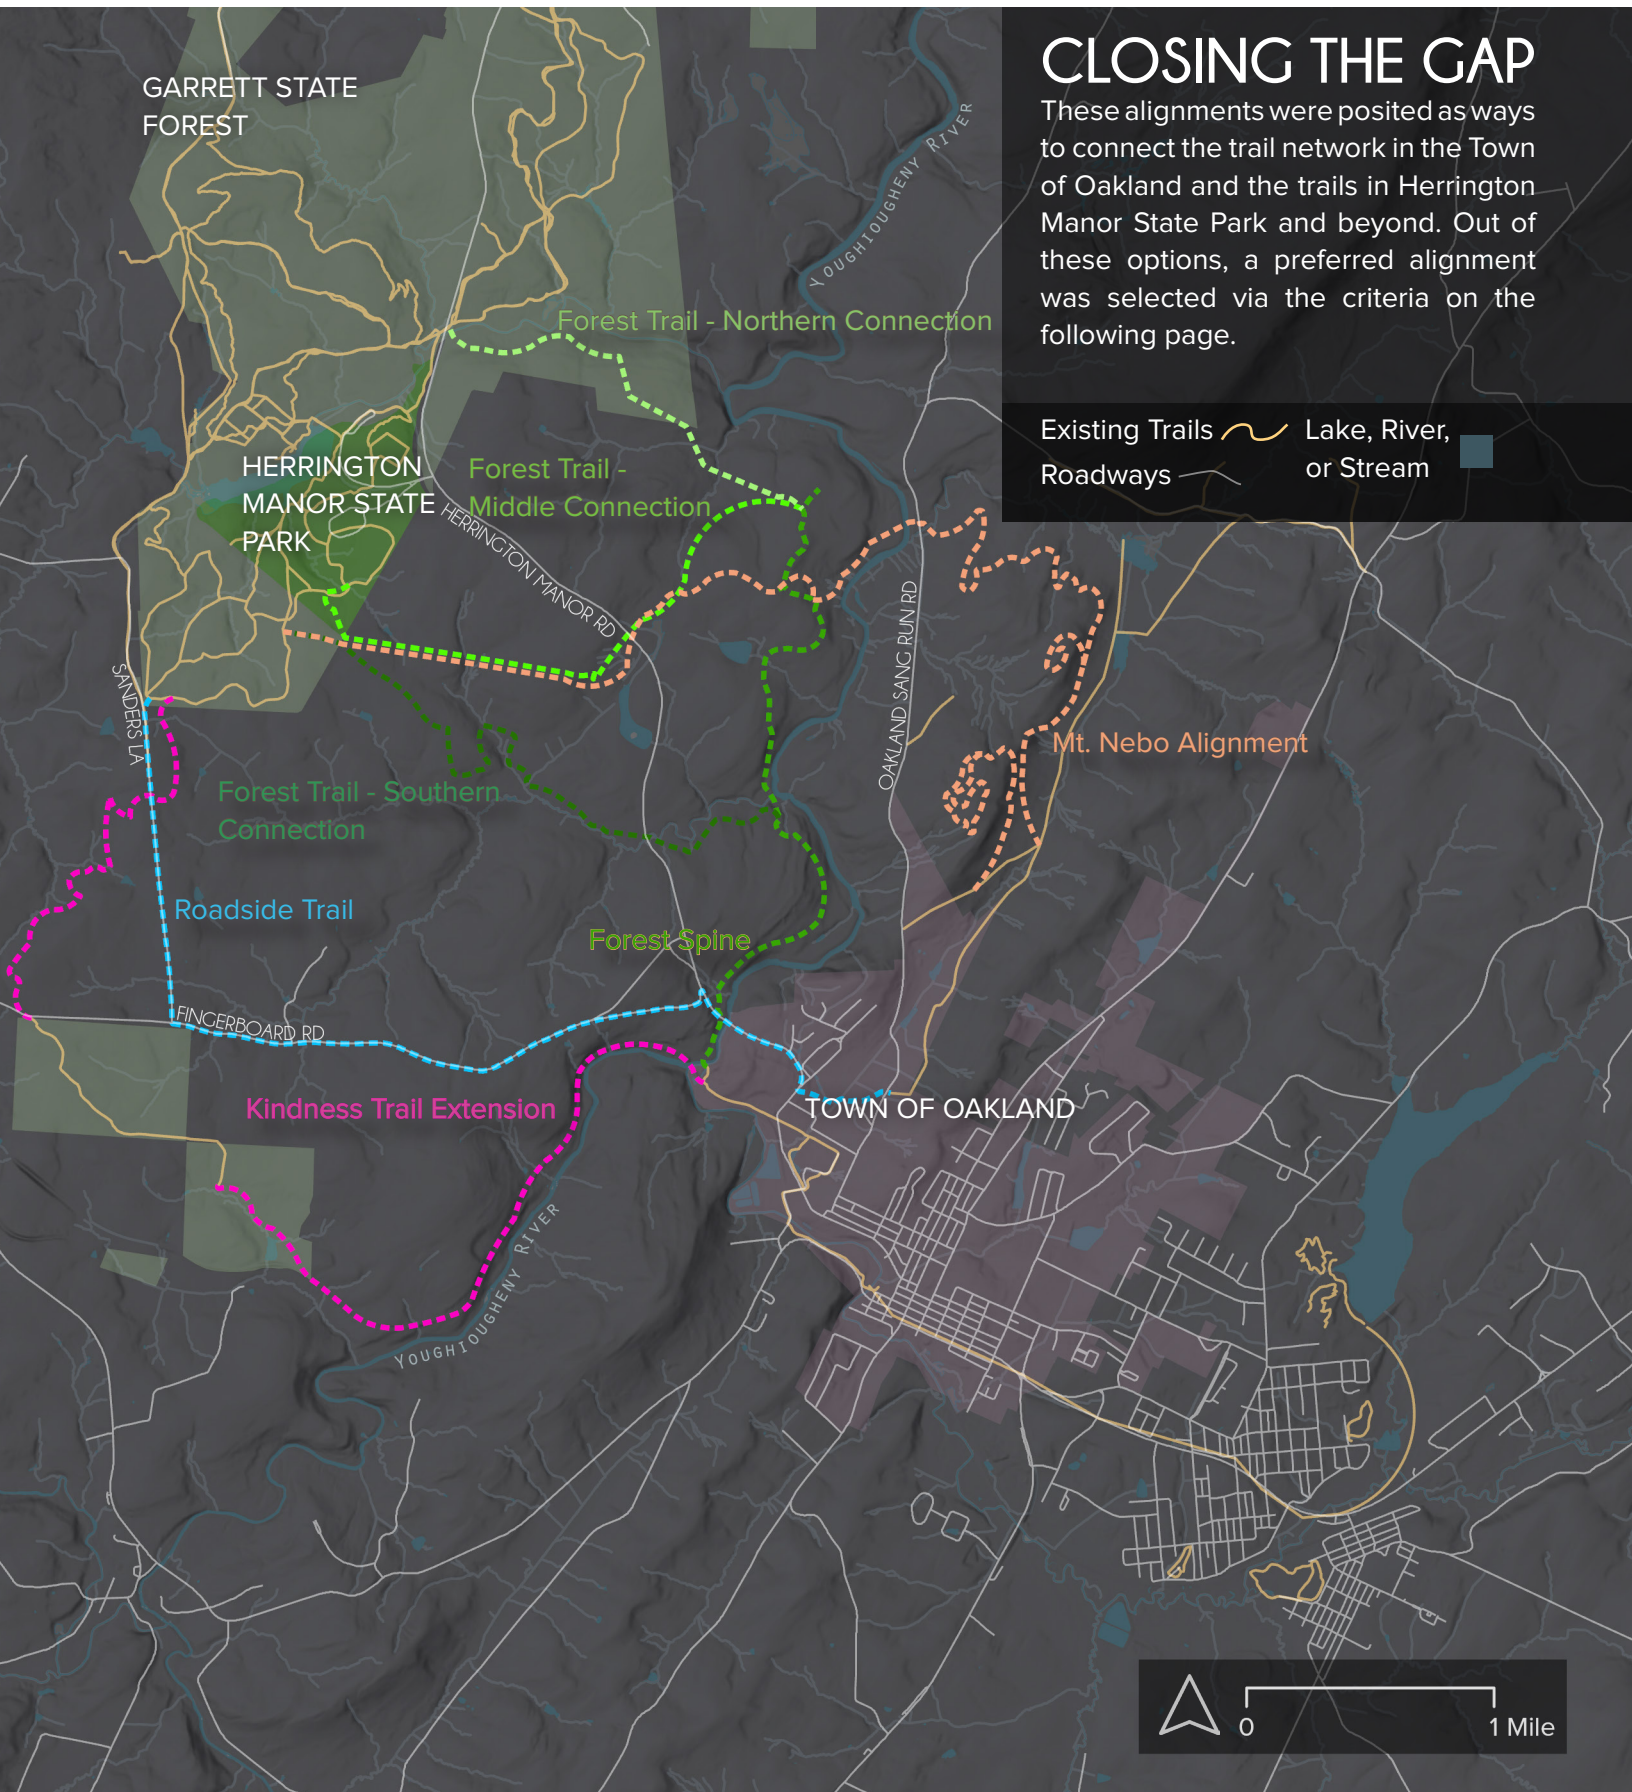 CLOSING THE GAP
These alignments were posited as ways
to connect the trail network in the Town
of Oakland and the trails in Herrington
Manor State Park and beyond. Out of
these options, a preferred alignment
was selected via the criteria on the
following page.
Existing Trails
Roadways
Lake, River,
or Stream
GARRETT STATE
FOREST
YOUGHIOUGHENY RIVER
Forest Trail - Northern Connection
HERRINGTON
MANOR STATE
PARK
Forest Trail -
Middle Connection
HERRINGTON MANOR RD
OAKLAND SANG RUN RD
SANDERS LA
Mt. Nebo Alignment
Forest Trail - Southern
Connection
Roadside Trail
Forest Spine
FINGERBOARD RD
Kindness Trail Extension
TOWN OF OAKLAND
YOUGHIOUGHENY RIVER
0
1 Mile